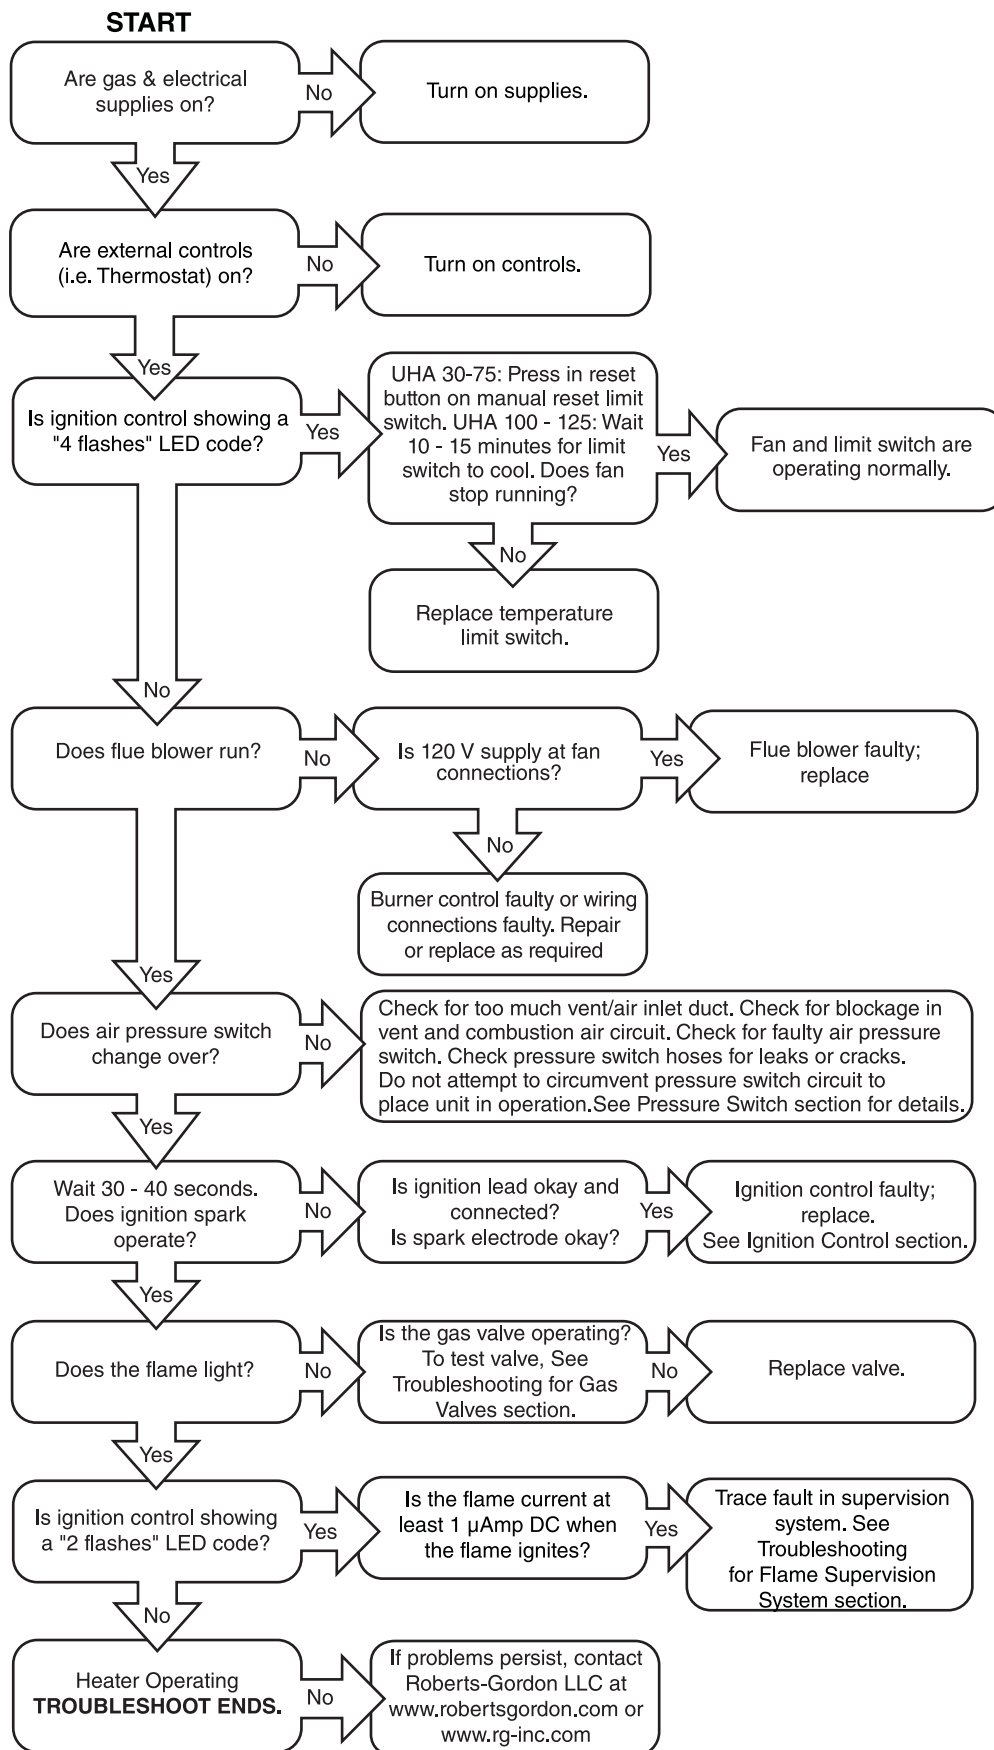 START
Are gas & electrical
supplies on?
No
Turn on supplies.
Yes
Are external controls
(i.e. Thermostat) on?
No
Turn on controls.
Yes
Is ignition control showing a
"4 flashes" LED code?
Yes
UHA 30-75: Press in reset
button on manual reset limit
switch. UHA 100 - 125: Wait
10 - 15 minutes for limit
switch to cool. Does fan
stop running?
Yes
Fan and limit switch are
operating normally.
No
Replace temperature
limit switch.
No
Does flue blower run?
No
Is 120 V supply at fan
connections?
Yes
Flue blower faulty;
replace
No
Burner control faulty or wiring
connections faulty. Repair
or replace as required
Yes
Does air pressure switch
change over?
No
Check for too much vent/air inlet duct. Check for blockage in
vent and combustion air circuit. Check for faulty air pressure
switch. Check pressure switch hoses for leaks or cracks.
Do not attempt to circumvent pressure switch circuit to
place unit in operation.See Pressure Switch section for details.
Yes
Wait 30 - 40 seconds.
Does ignition spark
operate?
No
Is ignition lead okay and
connected?
Is spark electrode okay?
Yes
Ignition control faulty;
replace.
See Ignition Control section.
Yes
Does the flame light?
No
Is the gas valve operating?
To test valve, See
Troubleshooting for Gas
Valves section.
No
Replace valve.
Yes
Is ignition control showing
a "2 flashes" LED code?
Yes
Is the flame current at
least 1 µAmp DC when
the flame ignites?
Yes
Trace fault in supervision
system. See
Troubleshooting
for Flame Supervision
System section.
No
Heater Operating
TROUBLESHOOT ENDS.
No
If problems persist, contact
Roberts-Gordon LLC at
www.robertsgordon.com or
www.rg-inc.com